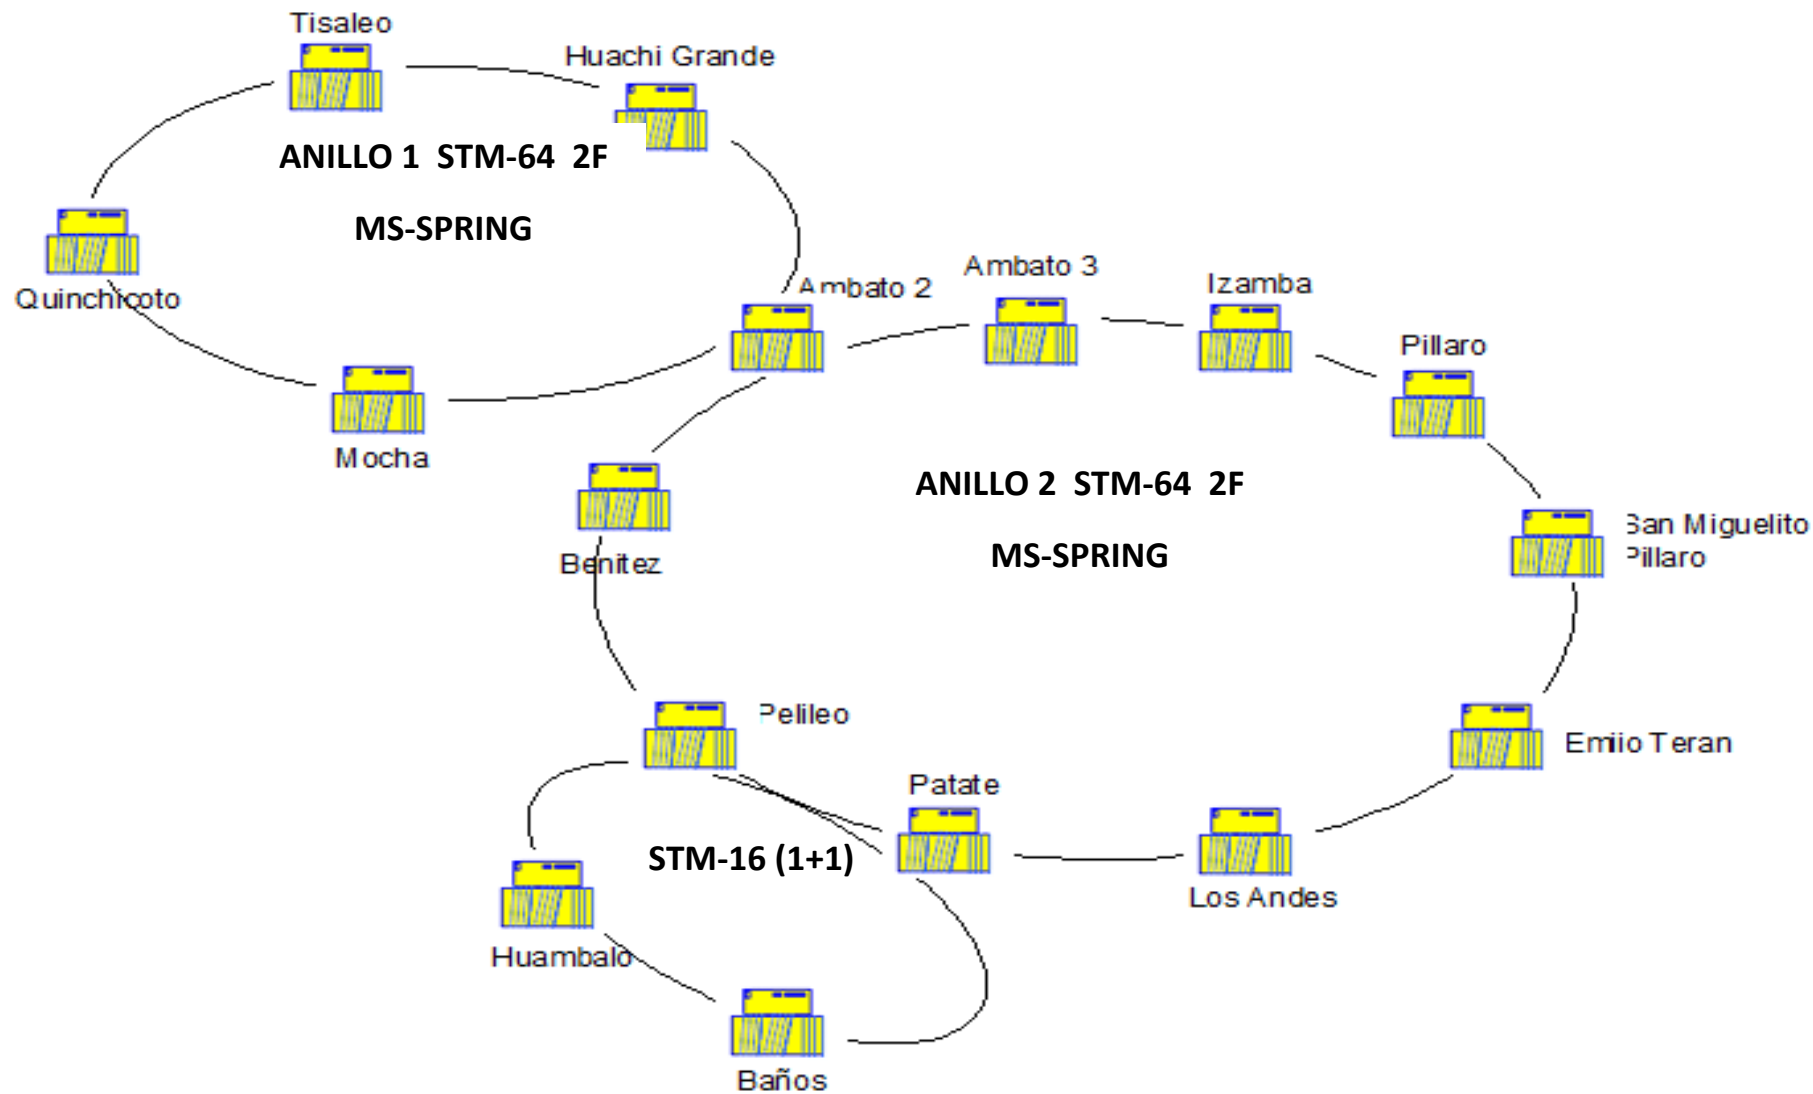 Tisaleo
Huachi Grande
ANILLO 1 STM-64 2F
MS-SPRING
Quinchicoto
Mocha
Ambato 2
Ambato 3
Izamba
Pillaro
San Miguelito
Pillaro
ANILLO 2 STM-64 2F
MS-SPRING
Benitez
Pelileo
Emiio Teran
Patate
STM-16 (1+1)
Los Andes
Huambalo
Baños